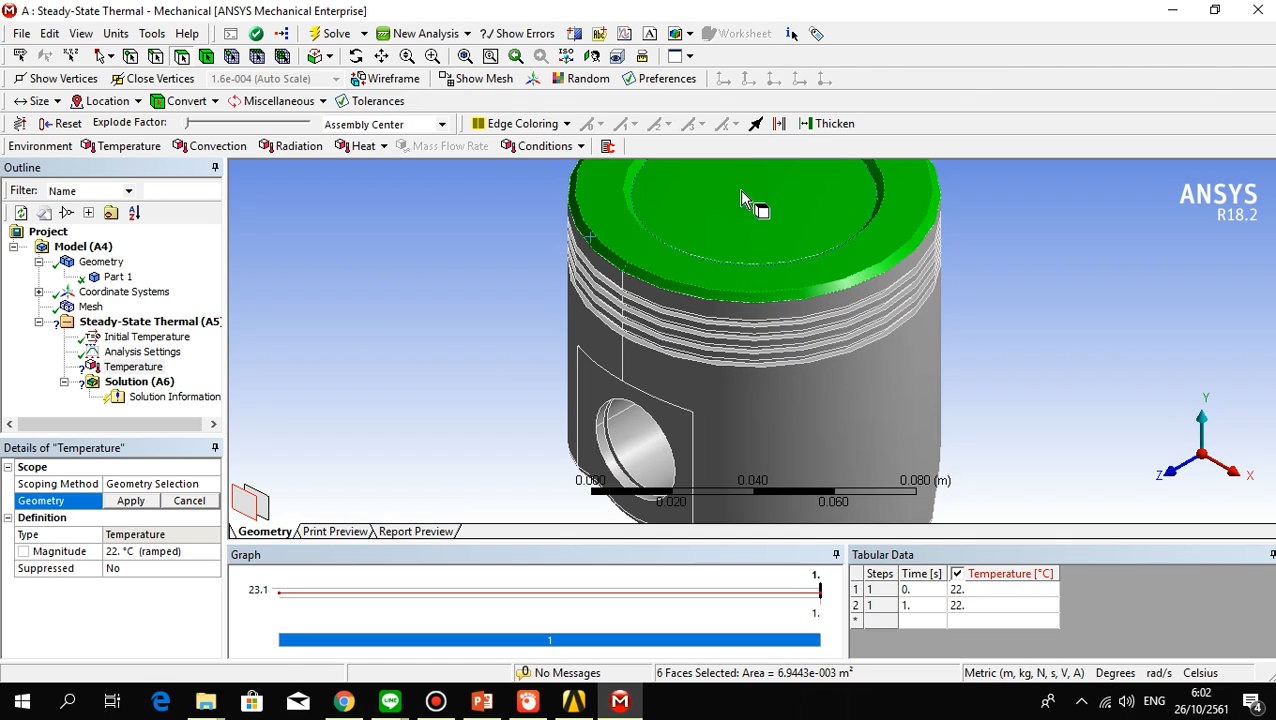 A : Steady-State Thermal - Mechanical [ANSYS Mechanical Enterprise]
File Edit View Units Tools Help Solve New Analysis Show Errors Worksheet
Show Vertices Close Vertices 1.6e-004 (Auto Scale) Wireframe Show Mesh Random Preferences
Size Location Convert Miscellaneous Tolerances
Reset Explode Factor: Assembly Center Edge Coloring Thicken
Environment Temperature Convection Radiation Heat Mass Flow Rate Conditions
Outline
Filter: Name
Project
Model (A4)
Geometry
Part 1
Coordinate Systems
Mesh
Steady-State Thermal (A5)
Initial Temperature
Analysis Settings
Temperature
Solution (A6)
Solution Information
ANSYS
R18.2
Y
Z X
0.000 0.040 0.080 (m)
0.020 0.060
Details of "Temperature"
Scope
Scoping Method Geometry Selection
Geometry Apply Cancel
Definition
Type Temperature
Magnitude 22. °C (ramped)
Suppressed No
Geometry Print Preview Report Preview
Graph
1.
23.1
1.
1
Tabular Data
Steps Time [s] Temperature [°C]
1 1 0. 22.
2 1 1. 22.
*
No Messages 6 Faces Selected: Area = 6.9443e-003 m² Metric (m, kg, N, s, V, A) Degrees rad/s Celsius
ENG 6:02
26/10/2561
4